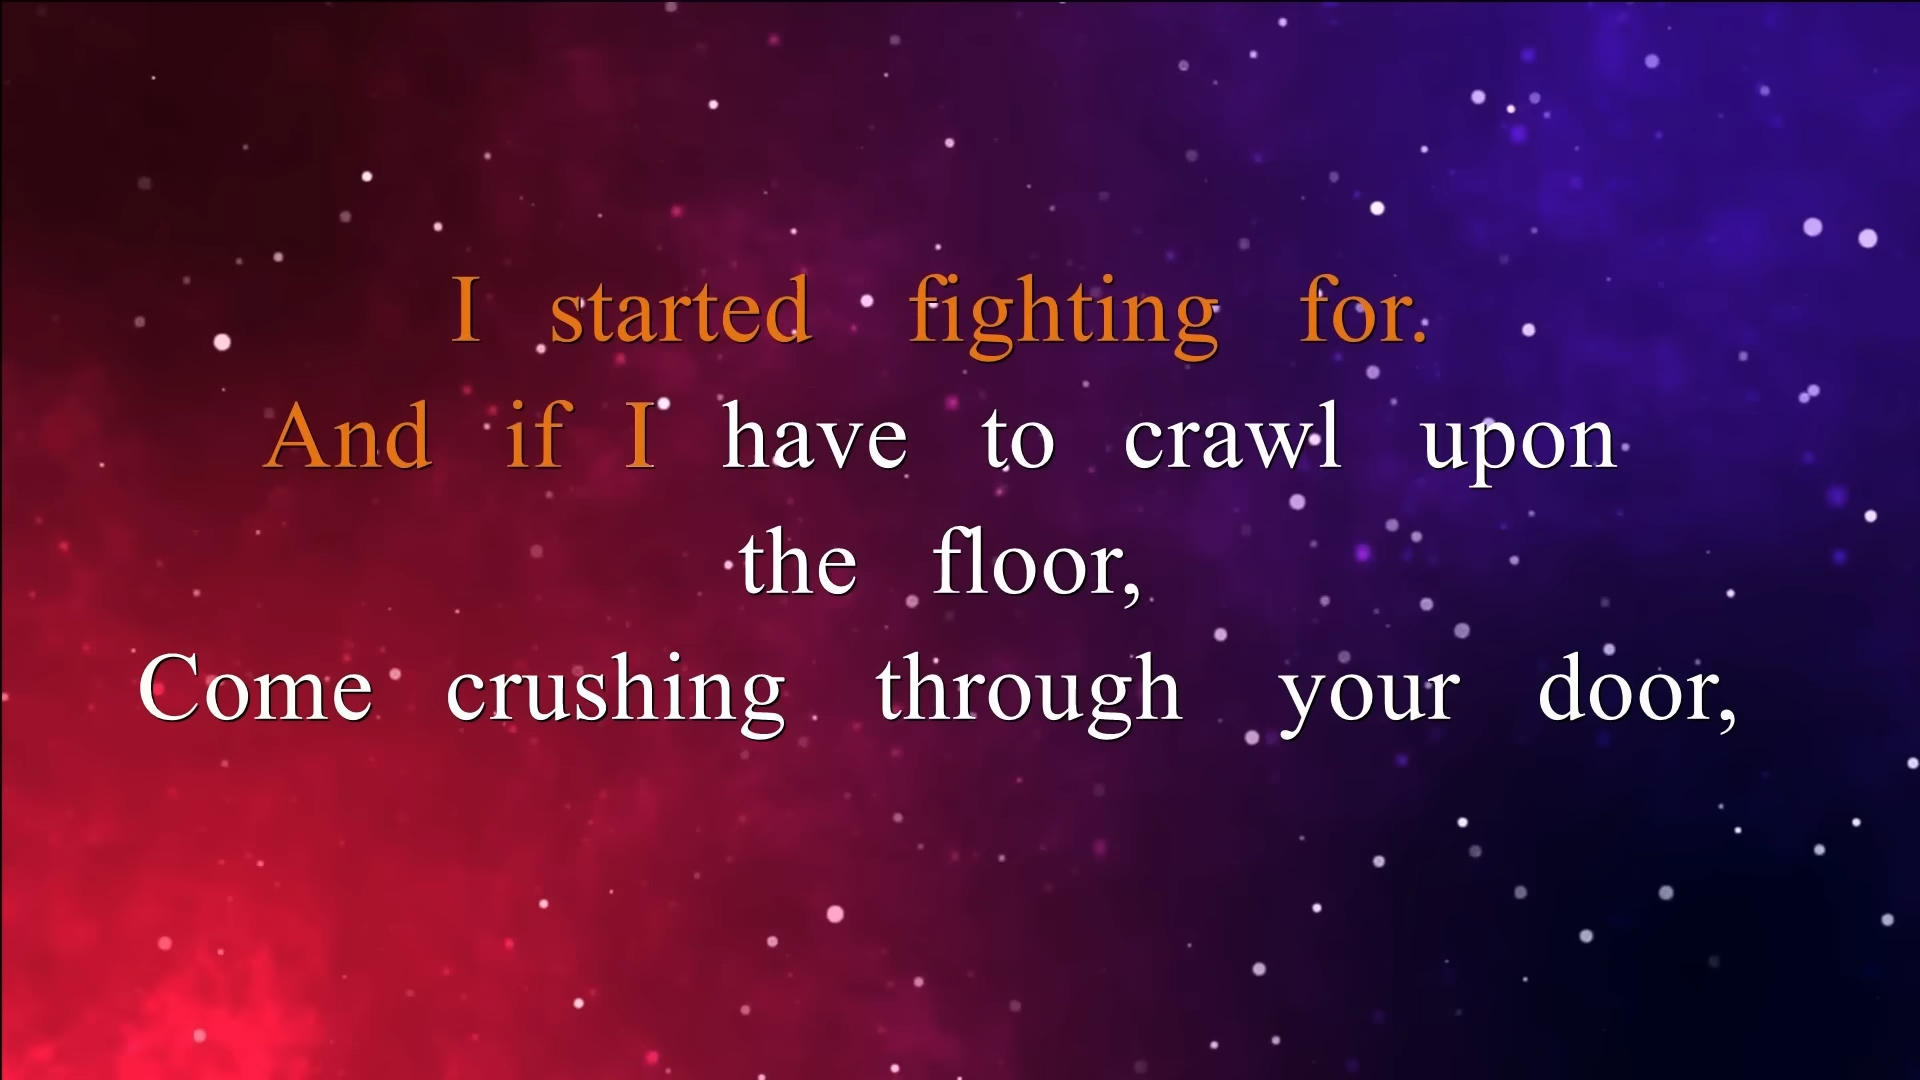 I started fighting for.
And if I have to crawl upon
the floor,
Come crushing through your door,